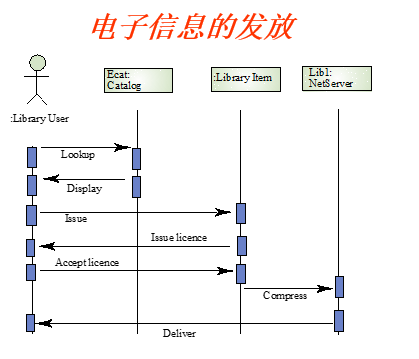 电子信息的发放
Ecat:
Catalog
:Library Item
Lib1:
NetServer
:Library User
Lookup
Display
Issue
Issue licence
Accept licence
Compress
Deliver